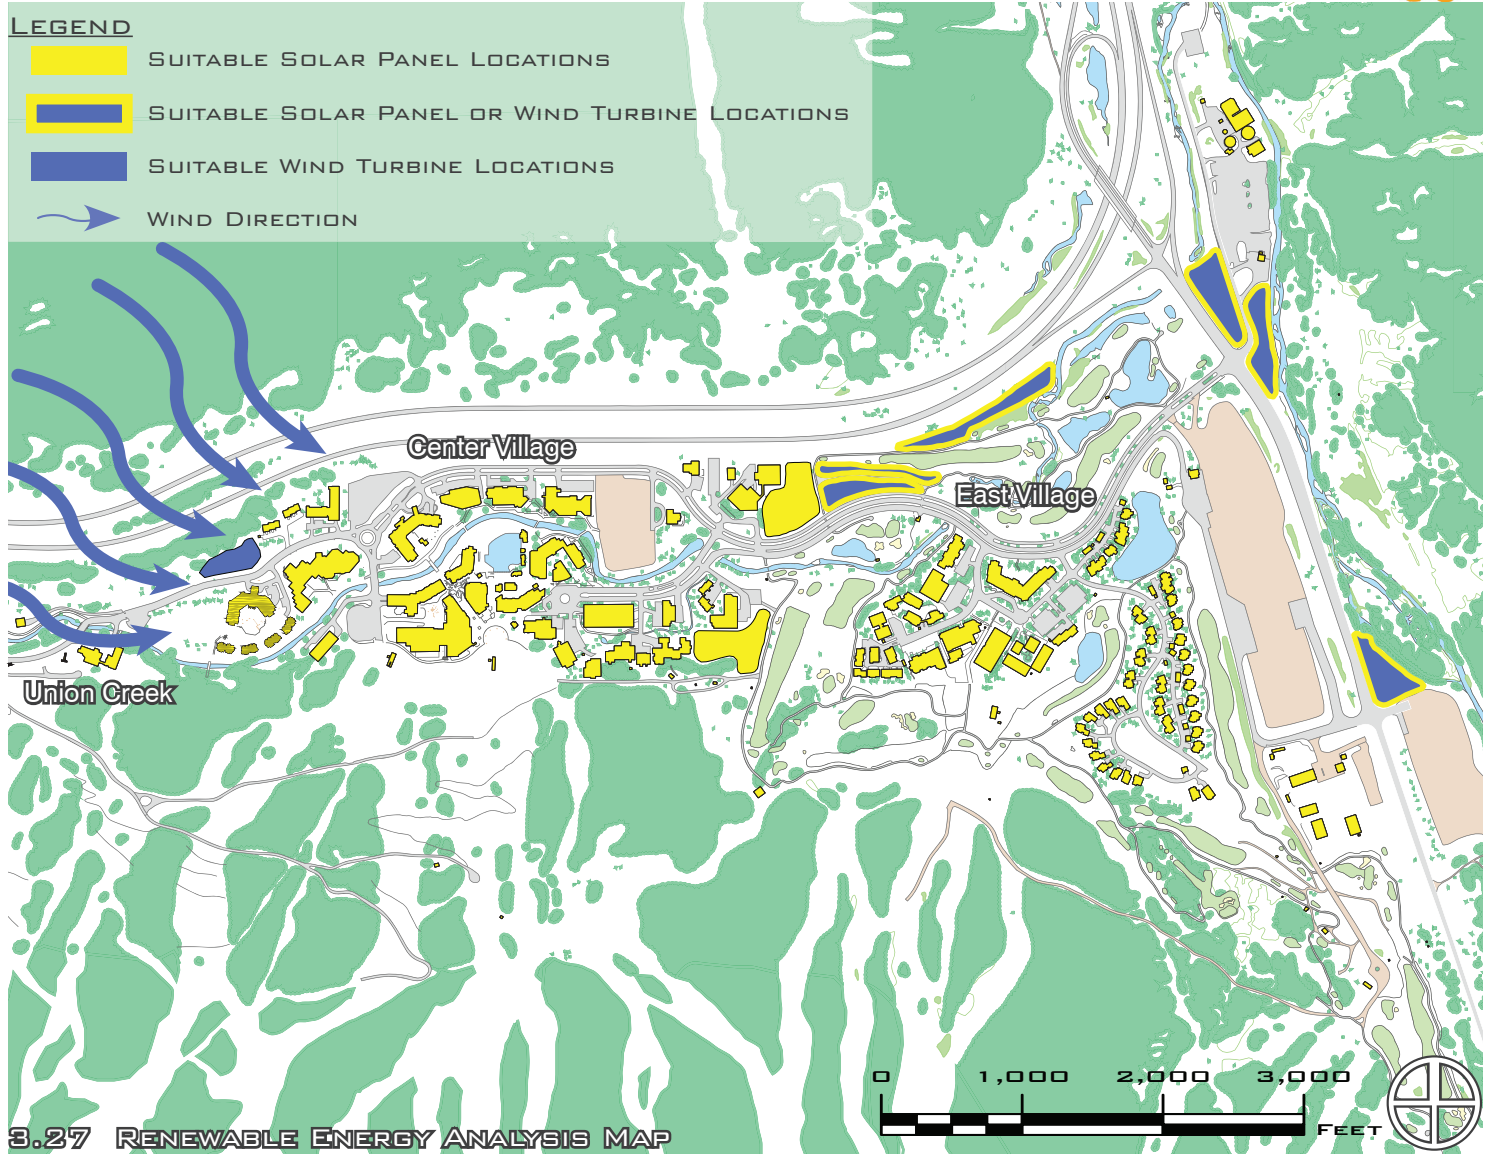 LEGEND
SUITABLE SOLAR PANEL LOCATIONS
SUITABLE SOLAR PANEL OR WIND TURBINE LOCATIONS
SUITABLE WIND TURBINE LOCATIONS
WIND DIRECTION
Center Village
East Village
Union Creek
0 1,000 2,000 3,000
FEET
3.27 RENEWABLE ENERGY ANALYSIS MAP